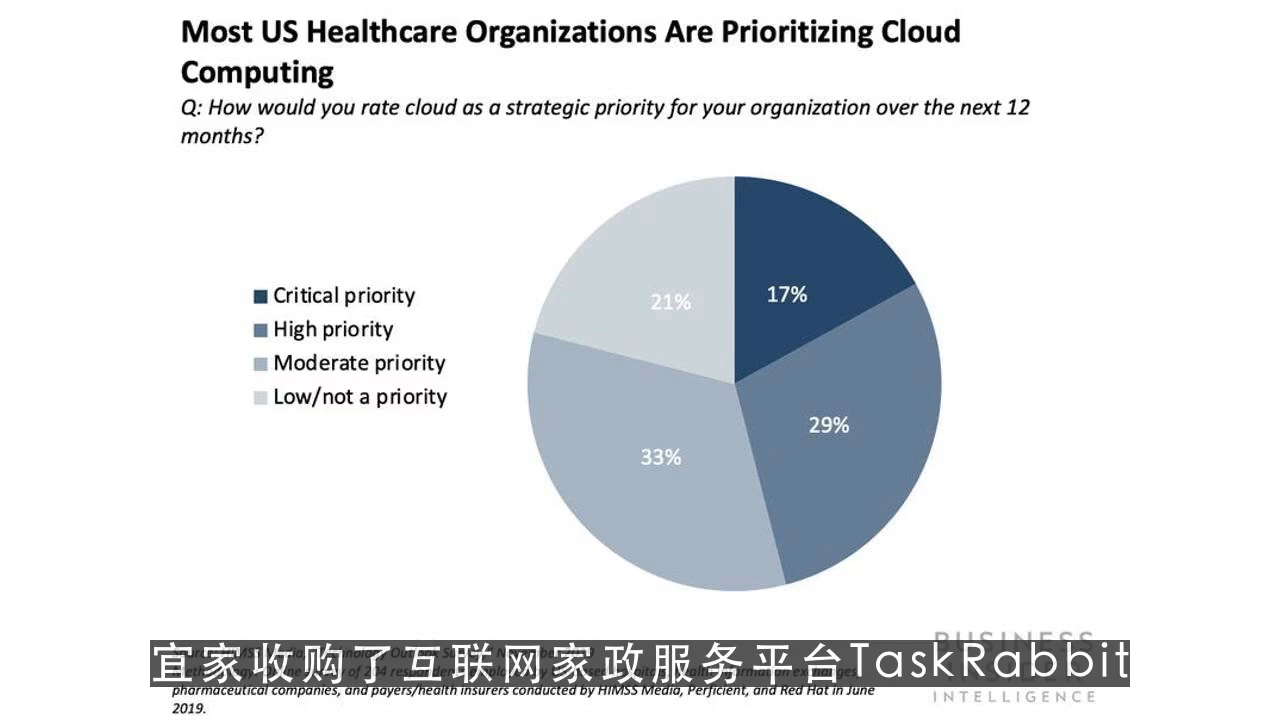 Most US Healthcare Organizations Are Prioritizing Cloud
Computing
Q: How would you rate cloud as a strategic priority for your organization over the next 12
months?
Critical priority
High priority
Moderate priority
Low/not a priority
21%
17%
29%
33%
BUSINESS
宜家收购了互联网家政服务平台TaskRabbit
pharmaceutical companies, and payers/health insurers conducted by HIMSS Media, Perficient, and Red Hat in June
2019.
INTELLIGENCE